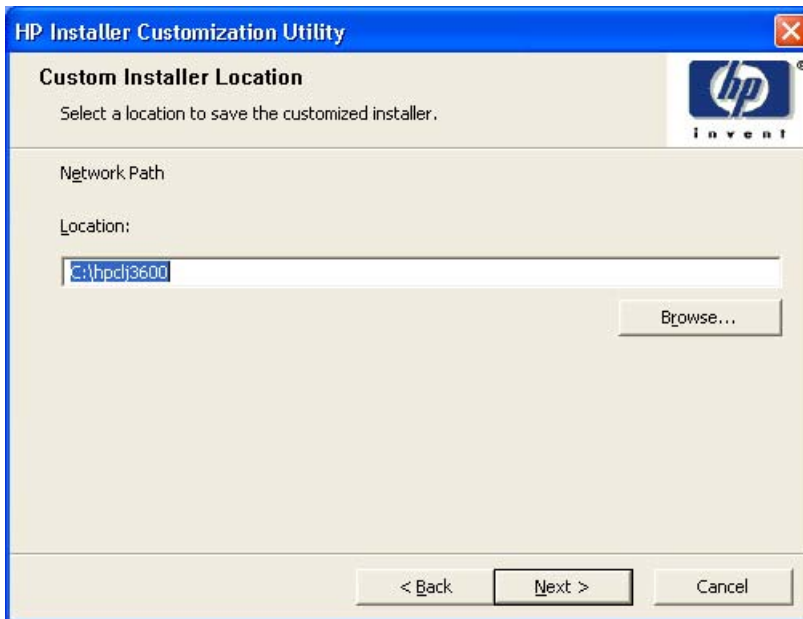 HP Installer Customization Utility
Custom Installer Location
Select a location to save the customized installer.
hp
®
invent
Network Path
Location:
C:\hpclj3600
Browse...
< Back
Next >
Cancel